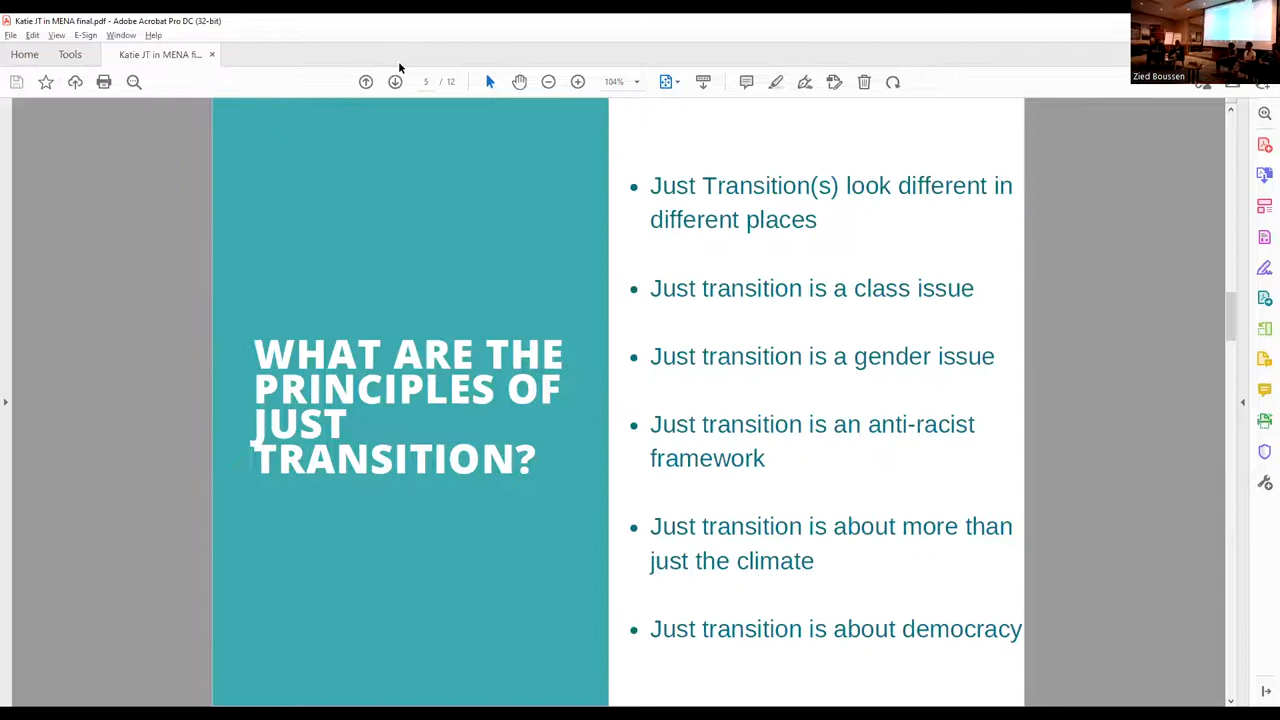 Katie JT in MENA final.pdf - Adobe Acrobat Pro DC (32-bit)
File Edit View E-Sign Window Help
Home Tools Katie JT in MENA fi... ×
5 / 12 104%
Zied Boussen
WHAT ARE THE
PRINCIPLES OF
JUST
TRANSITION?
• Just Transition(s) look different in
different places
• Just transition is a class issue
• Just transition is a gender issue
• Just transition is an anti-racist
framework
• Just transition is about more than
just the climate
• Just transition is about democracy